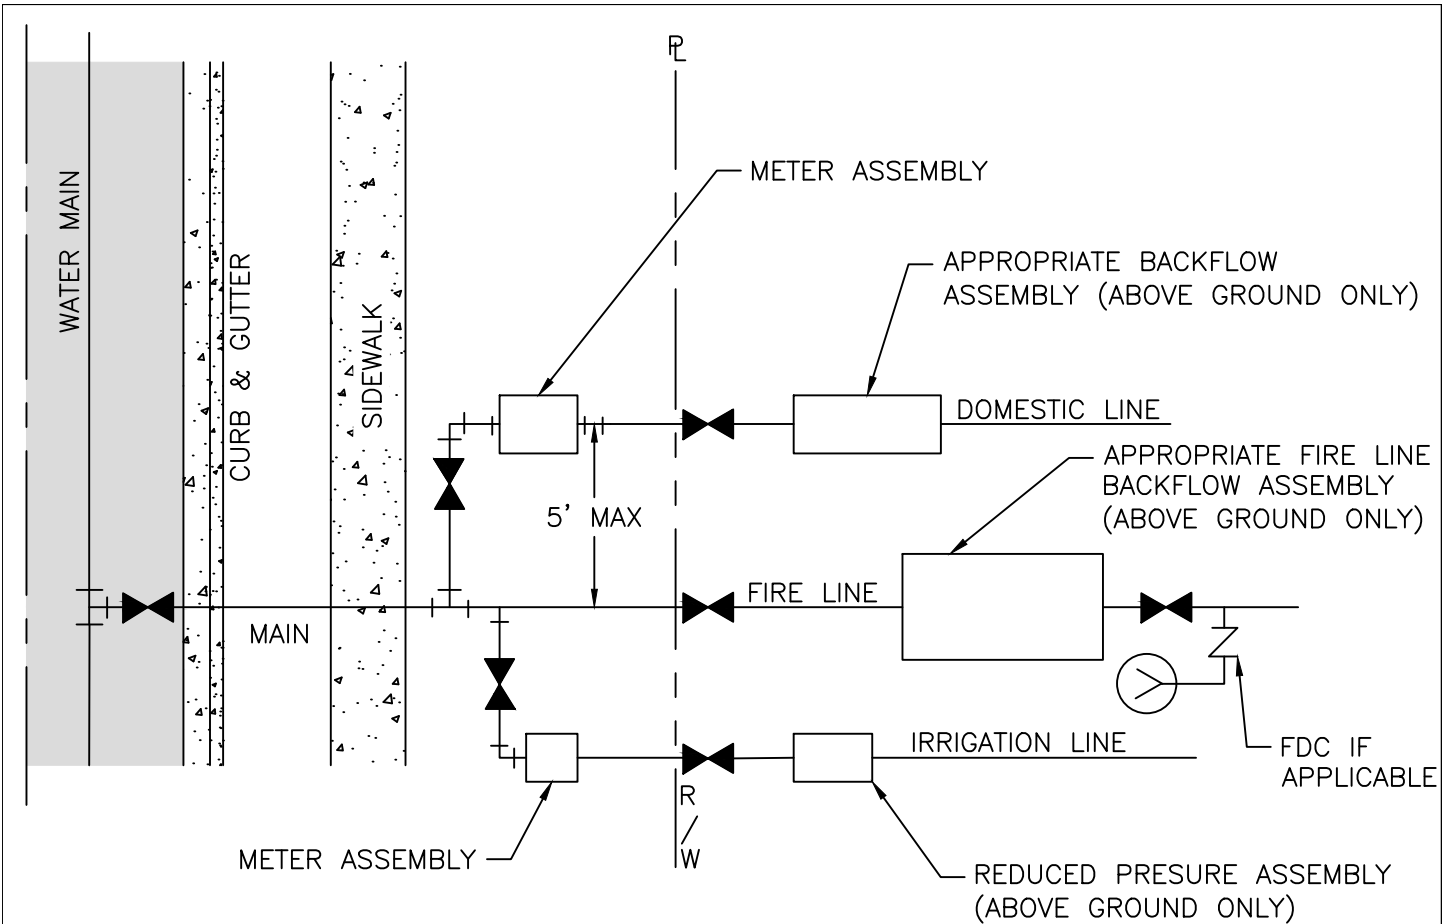 PL
METER ASSEMBLY
WATER MAIN
CURB & GUTTER
SIDEWALK
APPROPRIATE BACKFLOW
ASSEMBLY (ABOVE GROUND ONLY)
DOMESTIC LINE
APPROPRIATE FIRE LINE
BACKFLOW ASSEMBLY
(ABOVE GROUND ONLY)
5' MAX
FIRE LINE
MAIN
IRRIGATION LINE
FDC IF
APPLICABLE
R/W
METER ASSEMBLY
REDUCED PRESURE ASSEMBLY
(ABOVE GROUND ONLY)